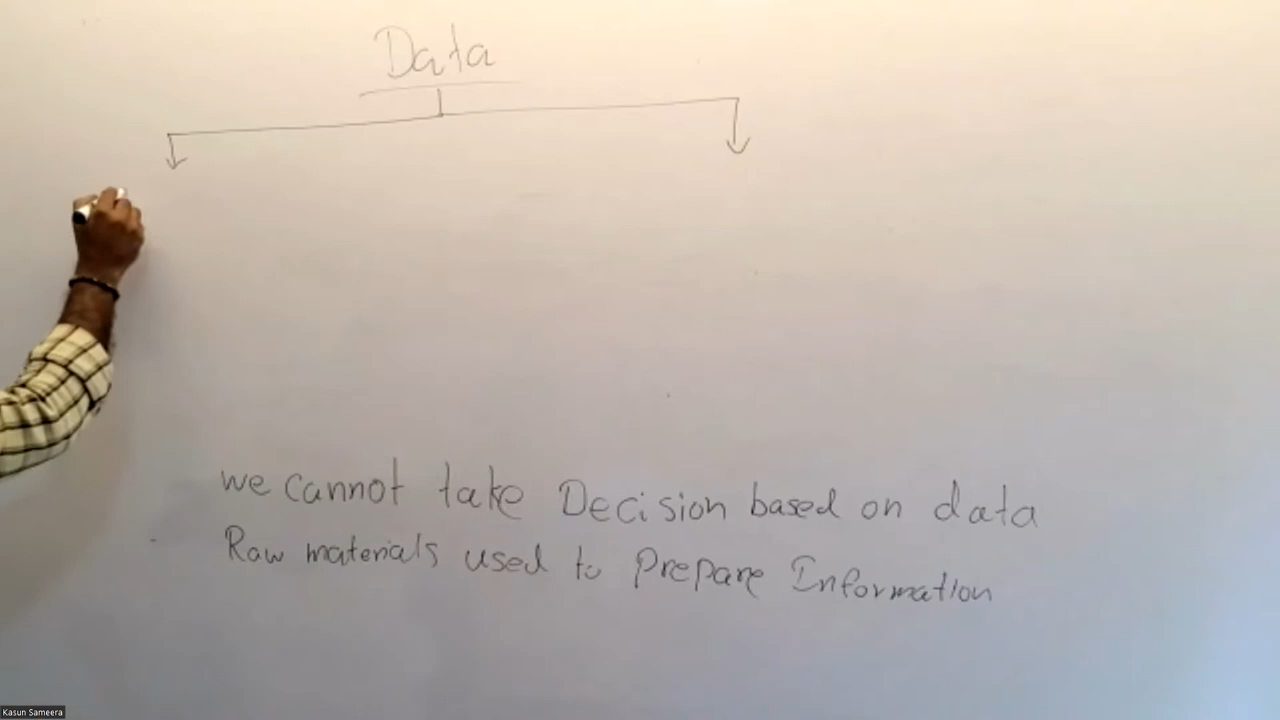 Data
we cannot take Decision based on data
Raw materials used to Prepare Information
Kasun Sameera